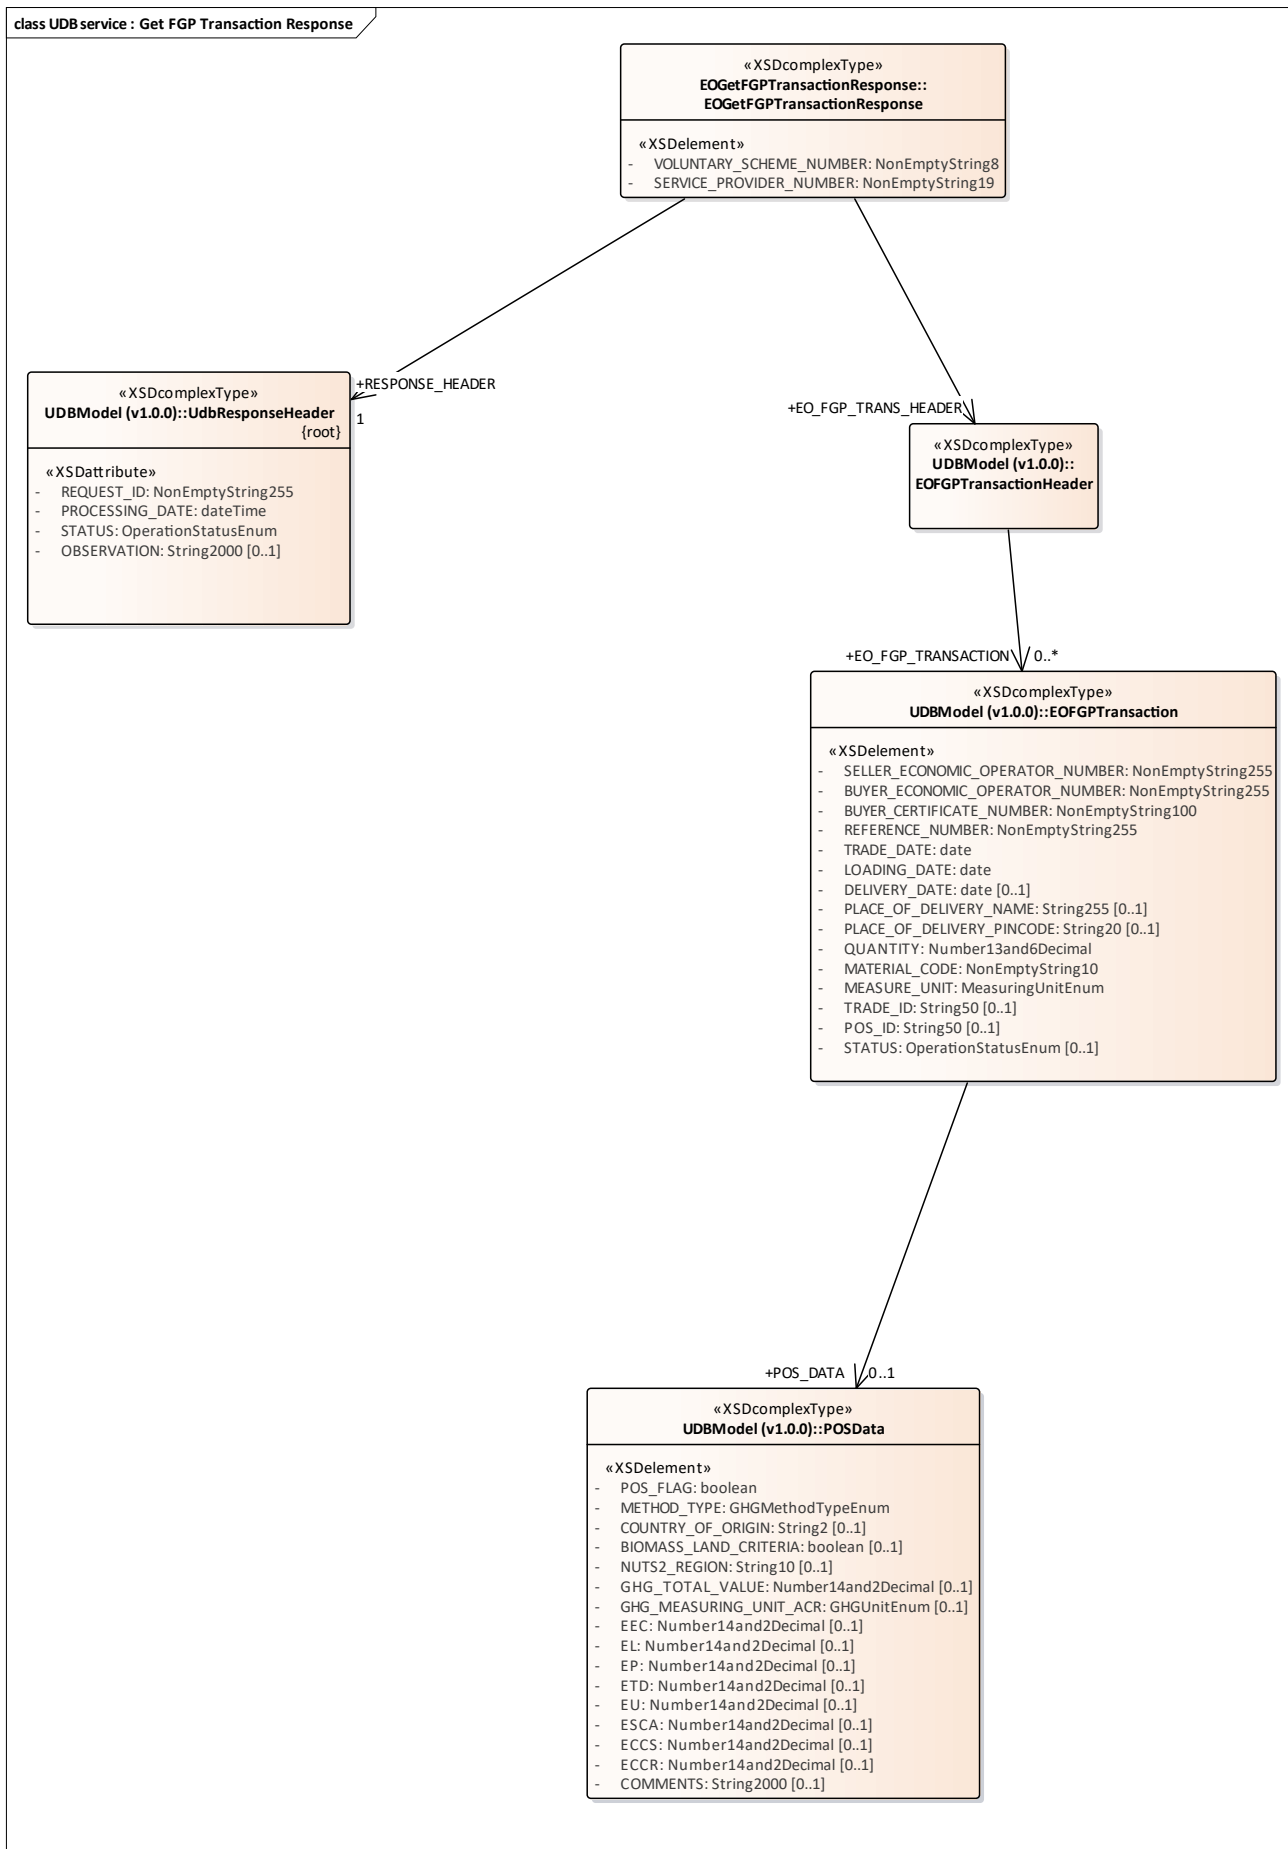 class UDB service : Get FGP Transaction Response
«XSDcomplexType»
EOGetFGPTransactionResponse::
EOGetFGPTransactionResponse
«XSDelement»
- VOLUNTARY_SCHEME_NUMBER: NonEmptyString8
- SERVICE_PROVIDER_NUMBER: NonEmptyString19
+RESPONSE_HEADER
1
«XSDcomplexType»
UDBModel (v1.0.0)::UdbResponseHeader
{root}
«XSDattribute»
- REQUEST_ID: NonEmptyString255
- PROCESSING_DATE: dateTime
- STATUS: OperationStatusEnum
- OBSERVATION: String2000 [0..1]
+EO_FGP_TRANS_HEADER
«XSDcomplexType»
UDBModel (v1.0.0)::
EOFGPTransactionHeader
+EO_FGP_TRANSACTION 0..*
«XSDcomplexType»
UDBModel (v1.0.0)::EOFGPTransaction
«XSDelement»
- SELLER_ECONOMIC_OPERATOR_NUMBER: NonEmptyString255
- BUYER_ECONOMIC_OPERATOR_NUMBER: NonEmptyString255
- BUYER_CERTIFICATE_NUMBER: NonEmptyString100
- REFERENCE_NUMBER: NonEmptyString255
- TRADE_DATE: date
- LOADING_DATE: date
- DELIVERY_DATE: date [0..1]
- PLACE_OF_DELIVERY_NAME: String255 [0..1]
- PLACE_OF_DELIVERY_PINCODE: String20 [0..1]
- QUANTITY: Number13and6Decimal
- MATERIAL_CODE: NonEmptyString10
- MEASURE_UNIT: MeasuringUnitEnum
- TRADE_ID: String50 [0..1]
- POS_ID: String50 [0..1]
- STATUS: OperationStatusEnum [0..1]
+POS_DATA 0..1
«XSDcomplexType»
UDBModel (v1.0.0)::POSData
«XSDelement»
- POS_FLAG: boolean
- METHOD_TYPE: GHGMethodTypeEnum
- COUNTRY_OF_ORIGIN: String2 [0..1]
- BIOMASS_LAND_CRITERIA: boolean [0..1]
- NUTS2_REGION: String10 [0..1]
- GHG_TOTAL_VALUE: Number14and2Decimal [0..1]
- GHG_MEASURING_UNIT_ACR: GHGUnitEnum [0..1]
- EEC: Number14and2Decimal [0..1]
- EL: Number14and2Decimal [0..1]
- EP: Number14and2Decimal [0..1]
- ETD: Number14and2Decimal [0..1]
- EU: Number14and2Decimal [0..1]
- ESCA: Number14and2Decimal [0..1]
- ECCS: Number14and2Decimal [0..1]
- ECCR: Number14and2Decimal [0..1]
- COMMENTS: String2000 [0..1]